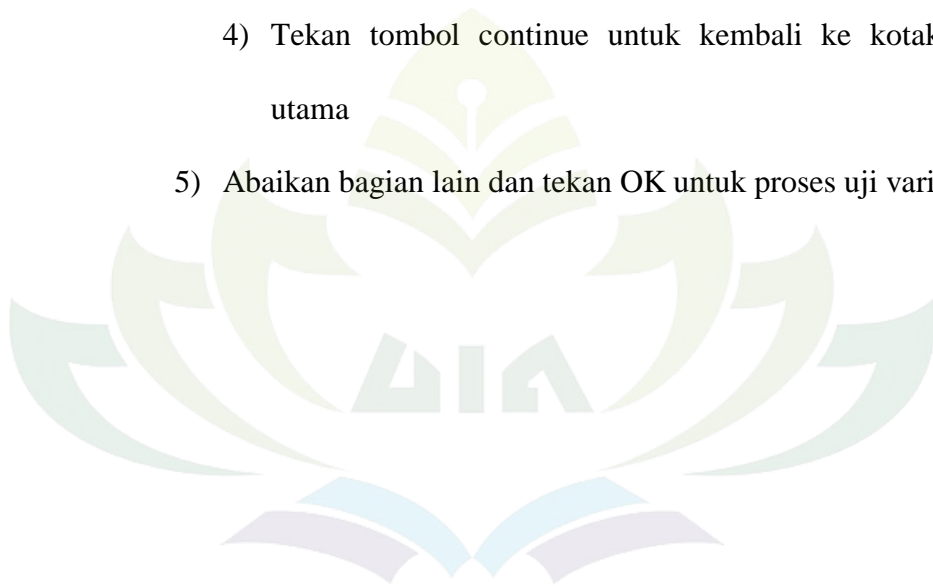 4) Tekan tombol continue untuk kembali ke kotak
utama
5) Abaikan bagian lain dan tekan OK untuk proses uji vari
UIN